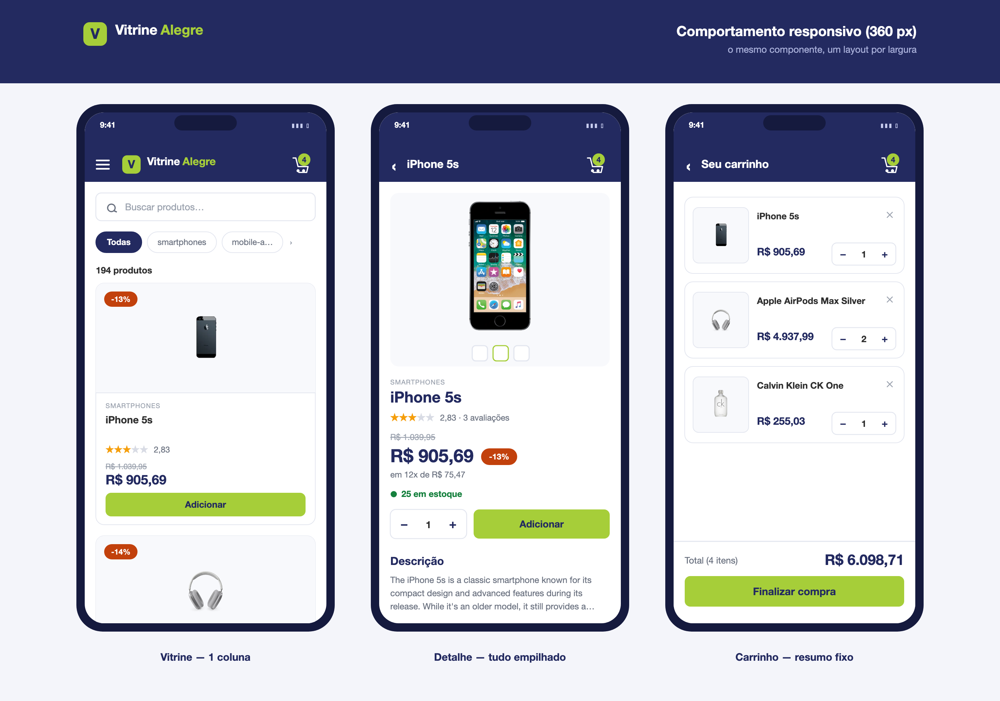 V
Vitrine Alegre
Comportamento responsivo (360 px)
o mesmo componente, um layout por largura
9:41
V
Vitrine Alegre
4
Buscar produtos…
Todas
smartphones
mobile-a…
›
194 produtos
-13%
SMARTPHONES
iPhone 5s
2,83
R$ 1.039,95
R$ 905,69
Adicionar
-14%
Vitrine — 1 coluna
9:41
‹ iPhone 5s
4
SMARTPHONES
iPhone 5s
2,83 · 3 avaliações
R$ 1.039,95
R$ 905,69
-13%
em 12x de R$ 75,47
25 em estoque
− 1 +
Adicionar
Descrição
The iPhone 5s is a classic smartphone known for its
compact design and advanced features during its
release. While it's an older model, it still provides a…
Detalhe — tudo empilhado
9:41
‹ Seu carrinho
4
iPhone 5s
×
R$ 905,69
− 1 +
Apple AirPods Max Silver
×
R$ 4.937,99
− 2 +
ck
Calvin Klein CK One
×
R$ 255,03
− 1 +
Total (4 itens)
R$ 6.098,71
Finalizar compra
Carrinho — resumo fixo